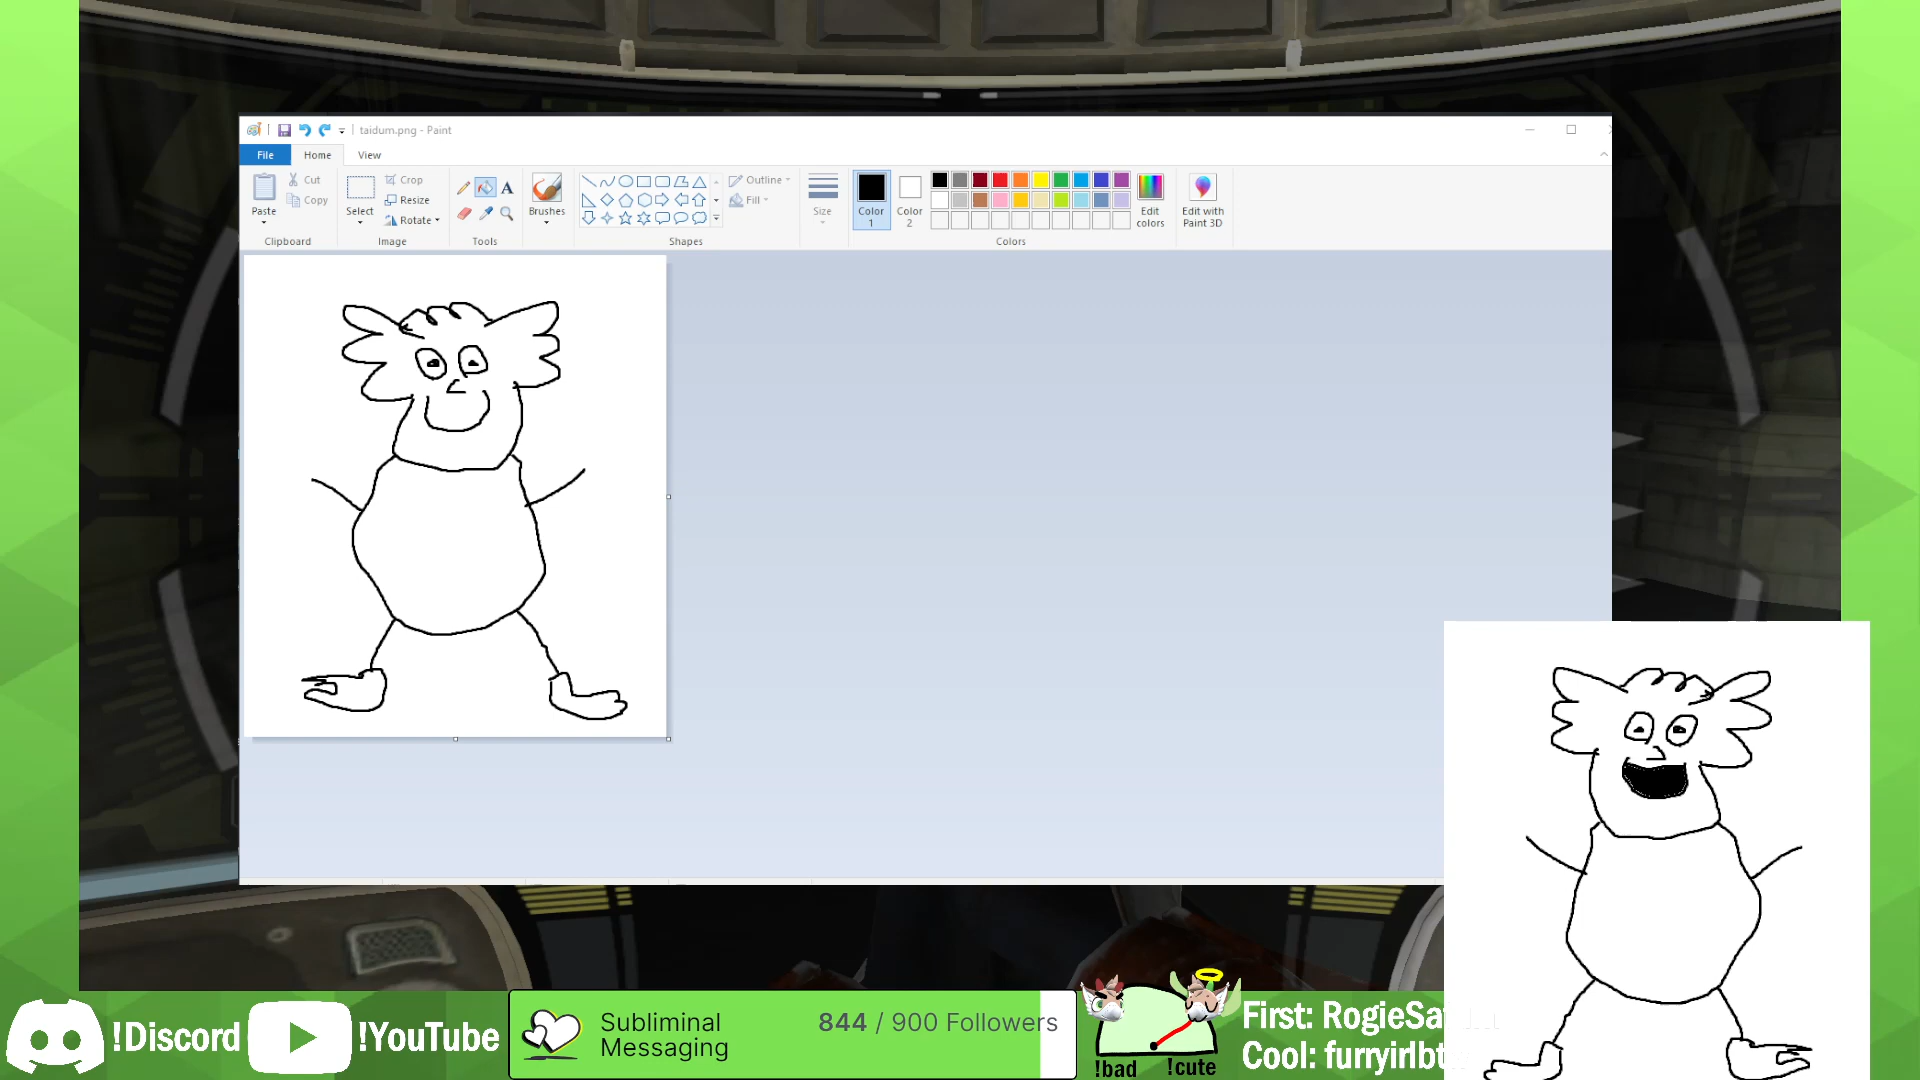 taidum.png - Paint
File Home View
Paste
Cut
Copy
Clipboard
Select
Crop
Resize
Rotate
Image
A
Tools
Brushes
Shapes
Outline
Fill
Size
Color
1
Color
2
Edit
colors
Colors
Edit with
Paint 3D
!Discord
!YouTube
Subliminal
Messaging
844 / 900 Followers
!bad
!cute
First:
Cool: